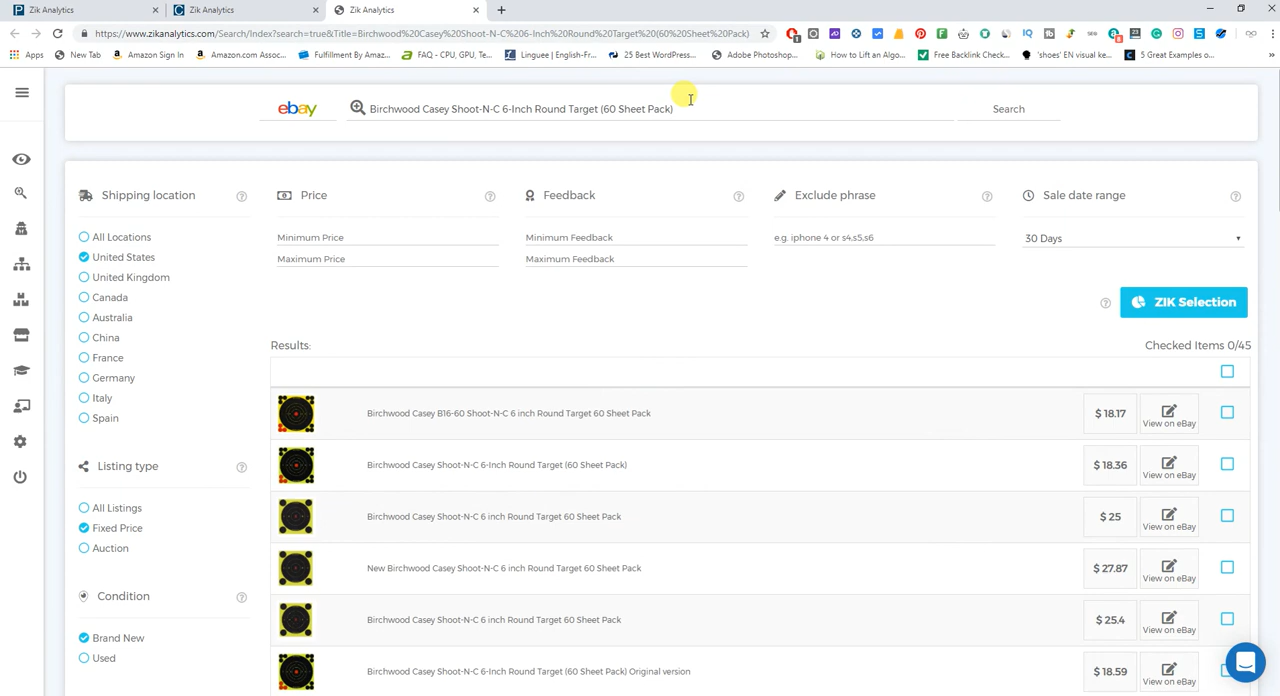 Zik Analytics
Zik Analytics
Zik Analytics
https://www.zikanalytics.com/Search/Index?search=true&Title=Birchwood%20Casey%20Shoot-N-C%206-Inch%20Round%20Target%20(60%20Sheet%20Pack)
Apps
New Tab
Amazon Sign In
Amazon.com Assoc...
Fulfillment By Amaz...
FAQ - CPU, GPU, Te...
Linguee | English-Fr...
25 Best WordPress...
Adobe Photoshop...
How to Lift an Algo...
Free Backlink Check...
'shoes' EN visual ke...
5 Great Examples o...
ebay
Birchwood Casey Shoot-N-C 6-Inch Round Target (60 Sheet Pack)
Search
Shipping location
Price
Feedback
Exclude phrase
Sale date range
All Locations
United States
United Kingdom
Canada
Australia
China
France
Germany
Italy
Spain
Minimum Price
Maximum Price
Minimum Feedback
Maximum Feedback
e.g. iphone 4 or s4,s5,s6
30 Days
ZIK Selection
Results:
Checked Items 0/45
Birchwood Casey B16-60 Shoot-N-C 6 inch Round Target 60 Sheet Pack
$ 18.17
View on eBay
Birchwood Casey Shoot-N-C 6-Inch Round Target (60 Sheet Pack)
$ 18.36
View on eBay
Birchwood Casey Shoot-N-C 6 inch Round Target 60 Sheet Pack
$ 25
View on eBay
New Birchwood Casey Shoot-N-C 6 inch Round Target 60 Sheet Pack
$ 27.87
View on eBay
Birchwood Casey Shoot-N-C 6 inch Round Target 60 Sheet Pack
$ 25.4
View on eBay
Birchwood Casey Shoot-N-C 6 inch Round Target (60 Sheet Pack) Original version
$ 18.59
View on eBay
Listing type
All Listings
Fixed Price
Auction
Condition
Brand New
Used